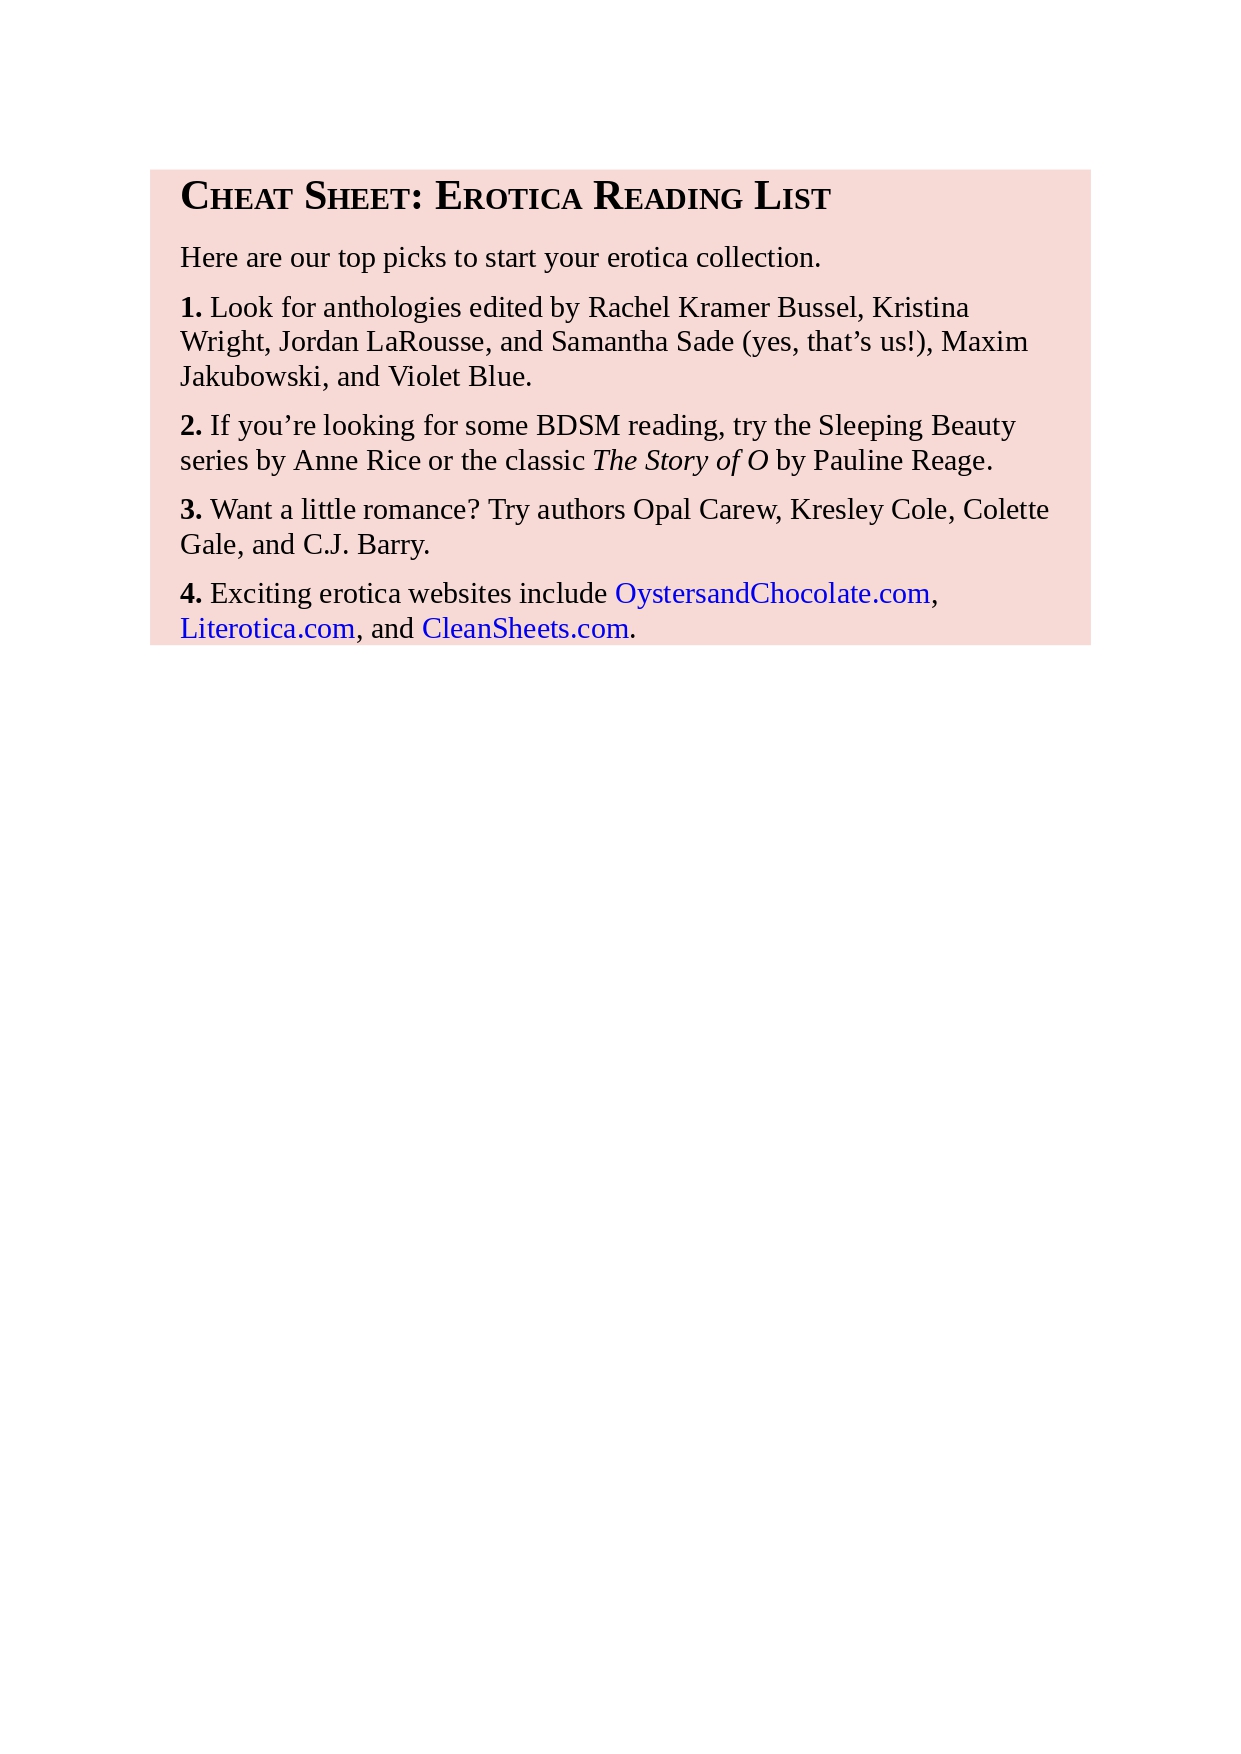 Cheat Sheet: Erotica Reading List
Here are our top picks to start your erotica collection.
1. Look for anthologies edited by Rachel Kramer Bussel, Kristina
Wright, Jordan LaRousse, and Samantha Sade (yes, that’s us!), Maxim
Jakubowski, and Violet Blue.
2. If you’re looking for some BDSM reading, try the Sleeping Beauty
series by Anne Rice or the classic The Story of O by Pauline Reage.
3. Want a little romance? Try authors Opal Carew, Kresley Cole, Colette
Gale, and C.J. Barry.
4. Exciting erotica websites include OystersandChocolate.com,
Literotica.com, and CleanSheets.com.